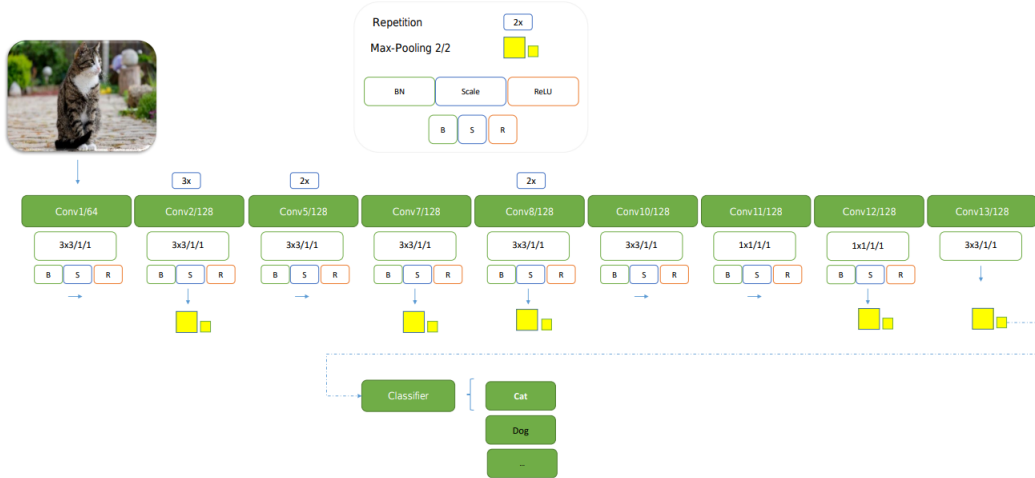 Repetition 2x
Max-Pooling 2/2
BN Scale ReLU
B S R
3x 2x 2x
Conv1/64 Conv2/128 Conv5/128 Conv7/128 Conv8/128 Conv10/128 Conv11/128 Conv12/128 Conv13/128
3x3/1/1 3x3/1/1 3x3/1/1 3x3/1/1 3x3/1/1 3x3/1/1 1x1/1/1 1x1/1/1 3x3/1/1
B S R B S R B S R B S R B S R B S R B S R B S R
Classifier Cat
Dog
...